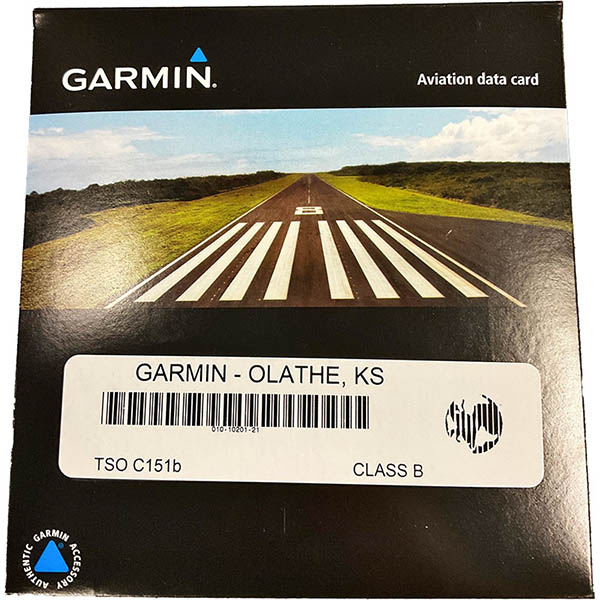 GARMIN.
Aviation data card
GARMIN - OLATHE, KS
010-10201-21
TSO C151b
CLASS B
AUTHENTIC GARMIN ACCESSORY